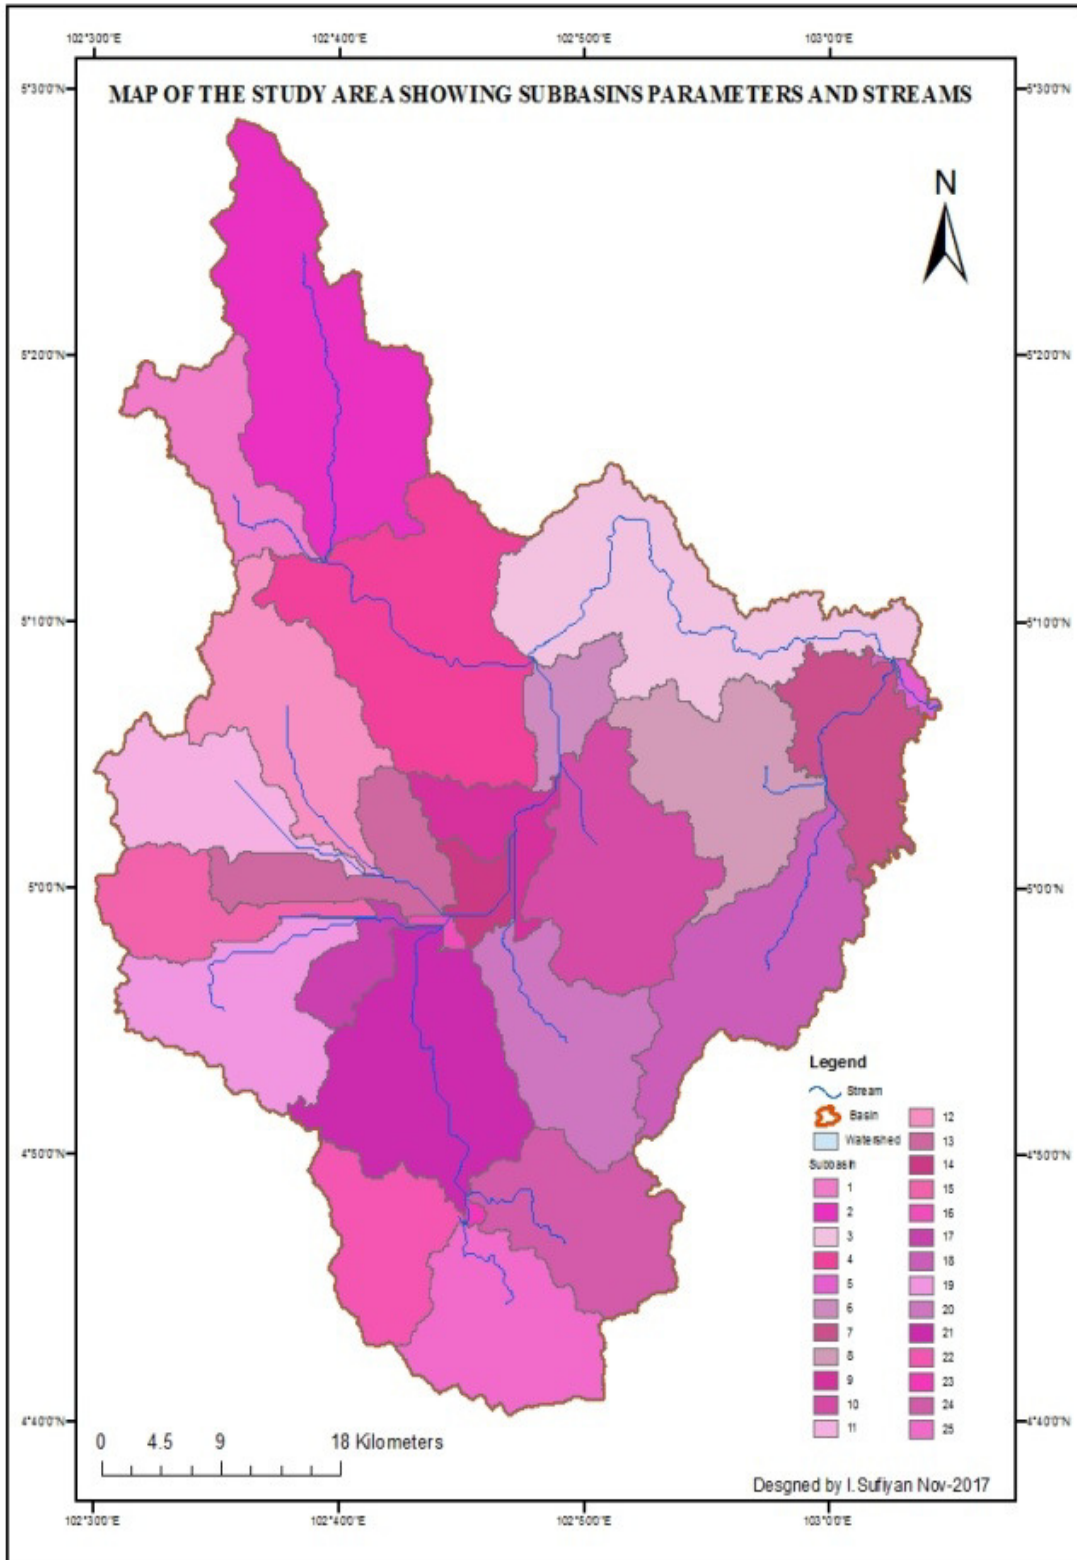 102°30'0"E 102°40'0"E 102°50'0"E 103°0'0"E
5°30'0"N 5°30'0"N
MAP OF THE STUDY AREA SHOWING SUBBASINS PARAMETERS AND STREAMS
N
5°20'0"N 5°20'0"N
5°10'0"N 5°10'0"N
5°0'0"N 5°0'0"N
Legend
Stream
Basin
Watershed
Subbasin
1
2
3
4
5
6
7
8
9
10
11
12
13
14
15
16
17
18
19
20
21
22
23
24
25
4°50'0"N 4°50'0"N
4°40'0"N 4°40'0"N
0 4.5 9 18 Kilometers
Desgned by I.Sufiyan Nov-2017
102°30'0"E 102°40'0"E 102°50'0"E 103°0'0"E